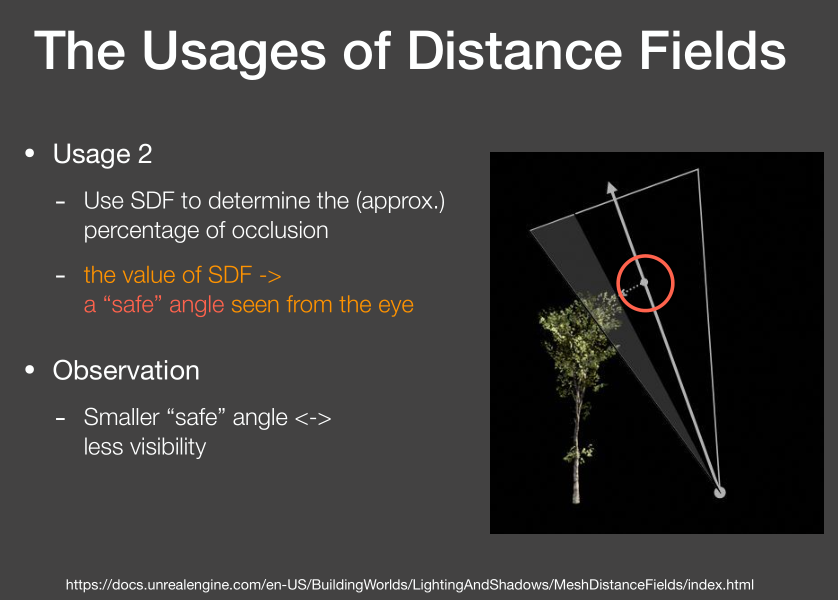 The Usages of Distance Fields
• Usage 2
- Use SDF to determine the (approx.)
percentage of occlusion
- the value of SDF ->
a “safe” angle seen from the eye
• Observation
- Smaller “safe” angle <->
less visibility
https://docs.unrealengine.com/en-US/BuildingWorlds/LightingAndShadows/MeshDistanceFields/index.html